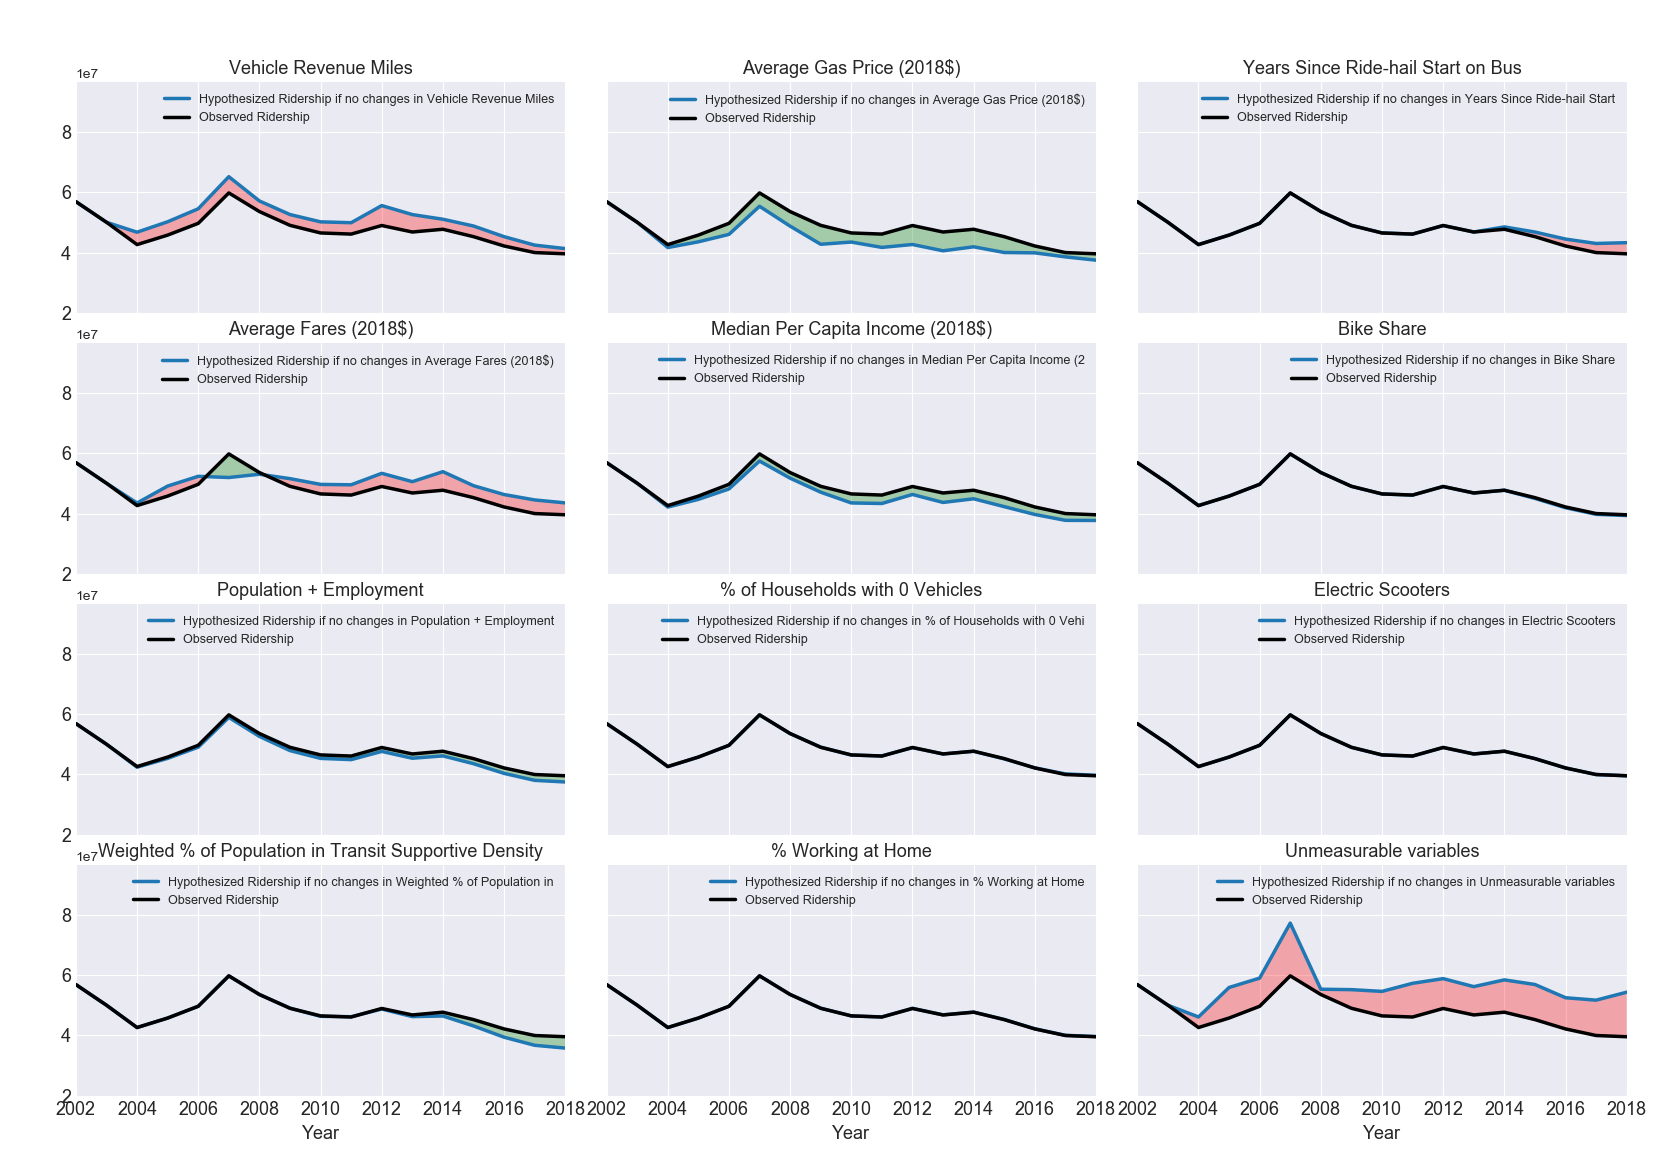 Vehicle Revenue Miles
1e7
Hypothesized Ridership if no changes in Vehicle Revenue Miles
Observed Ridership
8
6
4
2
Average Gas Price (2018$)
Hypothesized Ridership if no changes in Average Gas Price (2018$)
Observed Ridership
Years Since Ride-hail Start on Bus
Hypothesized Ridership if no changes in Years Since Ride-hail Start
Observed Ridership
Average Fares (2018$)
1e7
Hypothesized Ridership if no changes in Average Fares (2018$)
Observed Ridership
8
6
4
2
Median Per Capita Income (2018$)
Hypothesized Ridership if no changes in Median Per Capita Income (2
Observed Ridership
Bike Share
Hypothesized Ridership if no changes in Bike Share
Observed Ridership
Population + Employment
1e7
Hypothesized Ridership if no changes in Population + Employment
Observed Ridership
8
6
4
2
% of Households with 0 Vehicles
Hypothesized Ridership if no changes in % of Households with 0 Vehi
Observed Ridership
Electric Scooters
Hypothesized Ridership if no changes in Electric Scooters
Observed Ridership
Weighted % of Population in Transit Supportive Density
1e7
Hypothesized Ridership if no changes in Weighted % of Population in
Observed Ridership
8
6
4
2
2002 2004 2006 2008 2010 2012 2014 2016 2018
Year
% Working at Home
Hypothesized Ridership if no changes in % Working at Home
Observed Ridership
2002 2004 2006 2008 2010 2012 2014 2016 2018
Year
Unmeasurable variables
Hypothesized Ridership if no changes in Unmeasurable variables
Observed Ridership
2002 2004 2006 2008 2010 2012 2014 2016 2018
Year